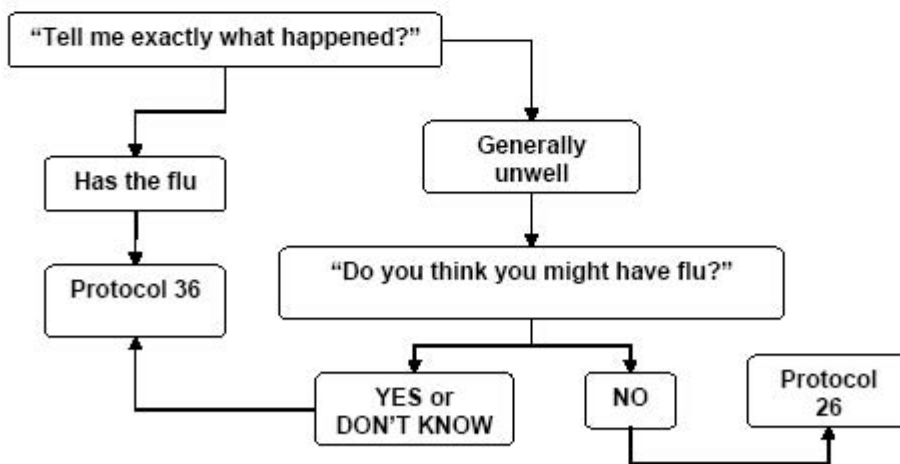 “Tell me exactly what happened?”
Generally
unwell
Has the flu
“Do you think you might have flu?”
Protocol 36
YES or
DON’T KNOW
NO
Protocol
26